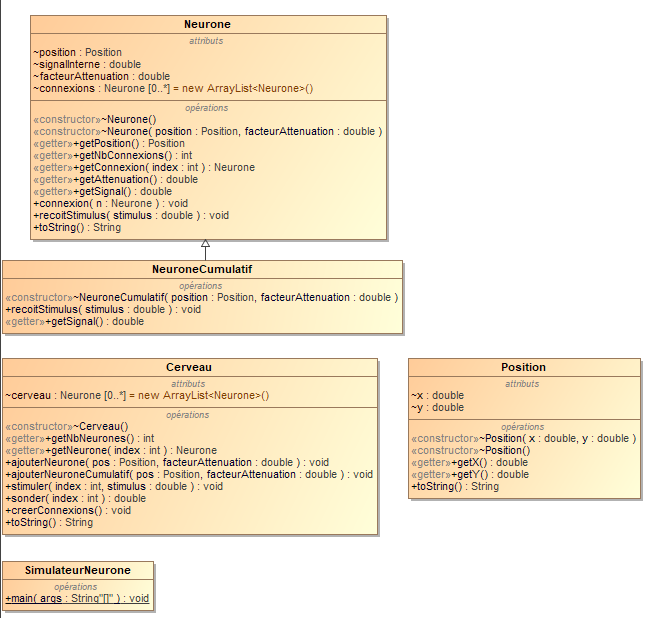 Neurone
attributs
~position : Position
~signalInterne : double
~facteurAttenuation : double
~connexions : Neurone [0..*] = new ArrayList<Neurone>()
opérations
«constructor»~Neurone()
«constructor»~Neurone( position : Position, facteurAttenuation : double )
«getter»+getPosition() : Position
«getter»+getNbConnexions() : int
«getter»+getConnexion( index : int ) : Neurone
«getter»+getAttenuation() : double
«getter»+getSignal() : double
+connexion( n : Neurone ) : void
+recoitStimulus( stimulus : double ) : void
+toString() : String
NeuroneCumulatif
opérations
«constructor»~NeuroneCumulatif( position : Position, facteurAttenuation : double )
+recoitStimulus( stimulus : double ) : void
«getter»+getSignal() : double
Cerveau
attributs
~cerveau : Neurone [0..*] = new ArrayList<Neurone>()
opérations
«constructor»~Cerveau()
«getter»+getNbNeurones() : int
«getter»+getNeurone( index : int ) : Neurone
+ajouterNeurone( pos : Position, facteurAttenuation : double ) : void
+ajouterNeuroneCumulatif( pos : Position, facteurAttenuation : double ) : void
+stimuler( index : int, stimulus : double ) : void
+sonder( index : int ) : double
+creerConnexions() : void
+toString() : String
Position
attributs
~x : double
~y : double
opérations
«constructor»~Position( x : double, y : double )
«constructor»~Position()
«getter»+getX() : double
«getter»+getY() : double
+toString() : String
SimulateurNeurone
opérations
+main( args : String"[]" ) : void